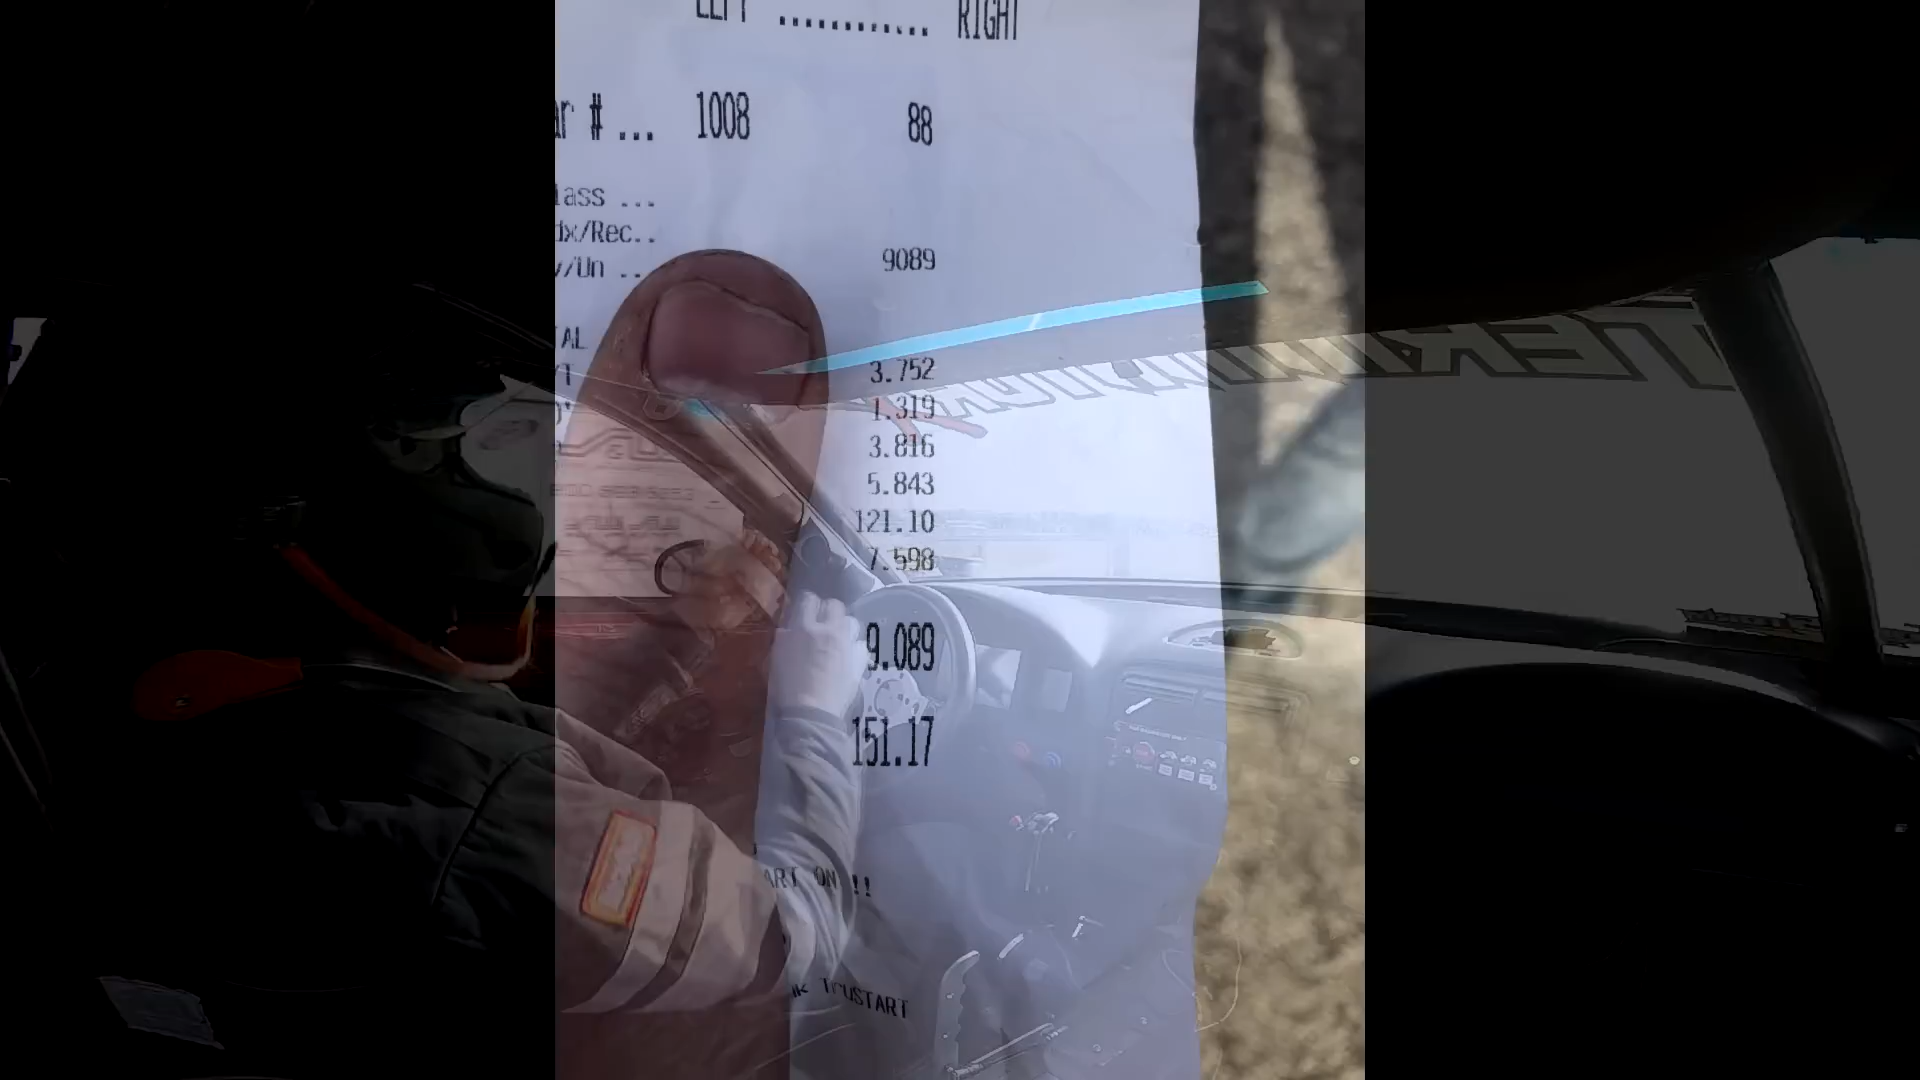 LEFT ............ RIGHT
ar # ... 1008 88
lass ...
dx/Rec..
v/Un .. 9089
AL
/T 3.752
1.319
3.816
5.843
121.10
7.598
9.089
151.17
ART ON !!
TruSTART